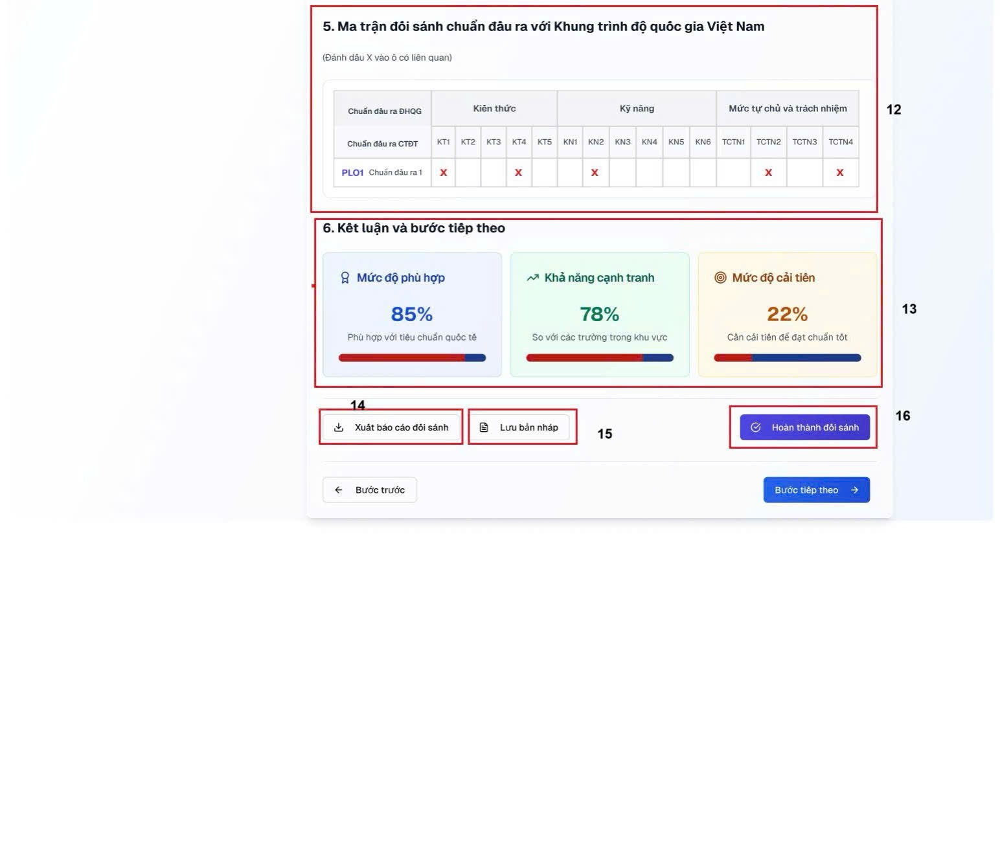 5. Ma trận đối sánh chuẩn đầu ra với Khung trình độ quốc gia Việt Nam
(Đánh dấu X vào ô có liên quan)
Chuẩn đầu ra ĐHQG Kiến thức Kỹ năng Mức tự chủ và trách nhiệm
12
Chuẩn đầu ra CTĐT KT1 KT2 KT3 KT4 KT5 KN1 KN2 KN3 KN4 KN5 KN6 TCTN1 TCTN2 TCTN3 TCTN4
PLO1 Chuẩn đầu ra 1 X X X X X
6. Kết luận và bước tiếp theo
Mức độ phù hợp Khả năng cạnh tranh Mức độ cải tiến
85% 78% 22%
13
Phù hợp với tiêu chuẩn quốc tế So với các trường trong khu vực Cần cải tiến để đạt chuẩn tốt
14
Xuất báo cáo đối sánh Lưu bản nháp 15 Hoàn thành đối sánh 16
Bước trước Bước tiếp theo